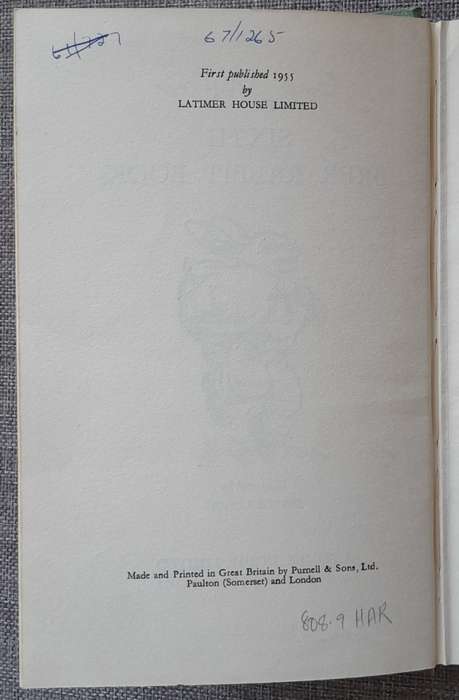 67/1265
First published 1955
by
LATIMER HOUSE LIMITED
Made and Printed in Great Britain by Purnell & Sons, Ltd.
Paulton (Somerset) and London
808.9 HAR